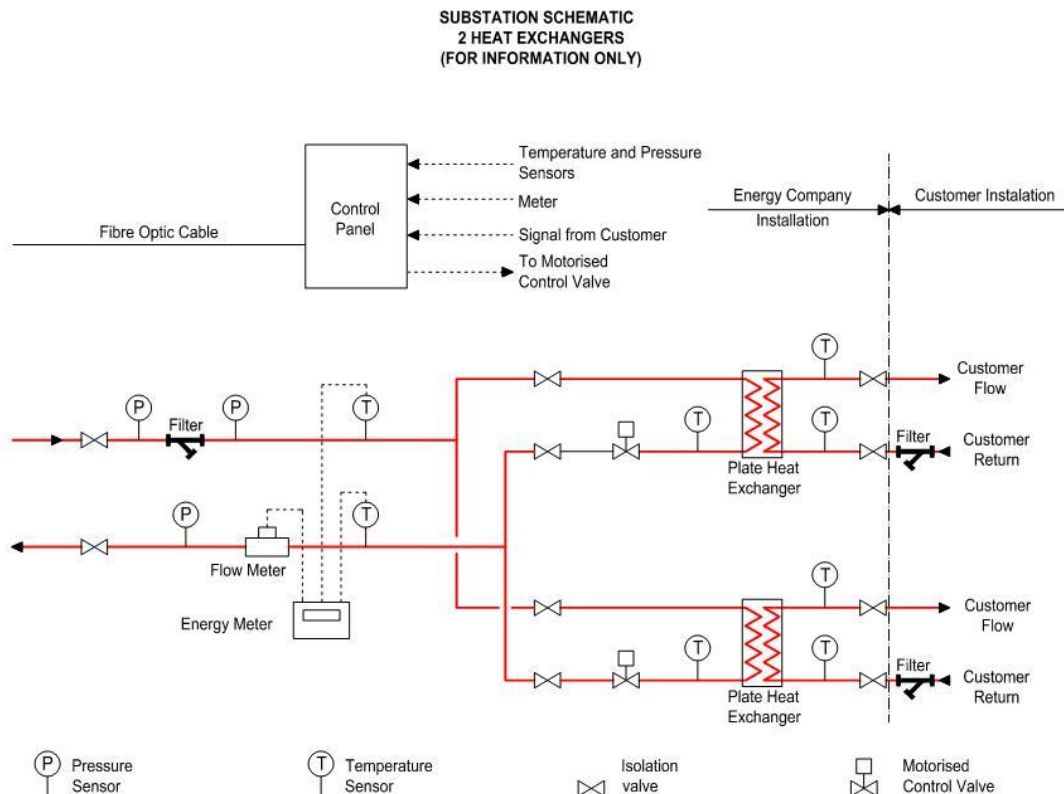 SUBSTATION SCHEMATIC
2 HEAT EXCHANGERS
(FOR INFORMATION ONLY)
Temperature and Pressure
Sensors
Meter
Signal from Customer
To Motorised
Control Valve
Control
Panel
Fibre Optic Cable
Energy Company
Installation
Customer Instalation
T
Customer
Flow
P
Filter
P
T
T
T
Filter
Customer
Return
Plate Heat
Exchanger
P
T
Flow Meter
Energy Meter
T
Customer
Flow
T
T
Filter
Customer
Return
Plate Heat
Exchanger
P
Pressure
Sensor
T
Temperature
Sensor
Isolation
valve
Motorised
Control Valve